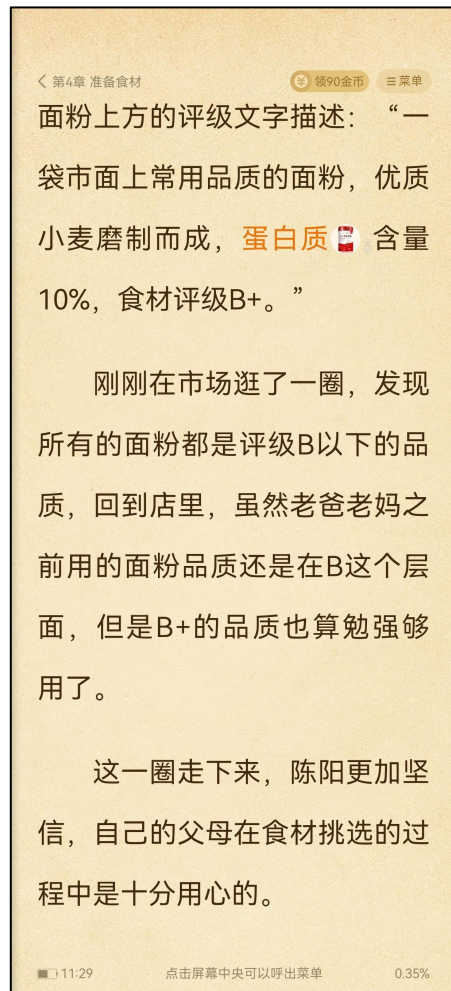 第4章 准备食材
领90金币
菜单
面粉上方的评级文字描述：“一
袋市面上常用品质的面粉，优质
小麦磨制而成，蛋白质 含量
10%，食材评级B+。”
刚刚在市场逛了一圈，发现
所有的面粉都是评级B以下的品
质，回到店里，虽然老爸老妈之
前用的面粉品质还是在B这个层
面，但是B+的品质也算勉强够
用了。
这一圈走下来，陈阳更加坚
信，自己的父母在食材挑选的过
程中是十分用心的。
11:29
点击屏幕中央可以呼出菜单
0.35%